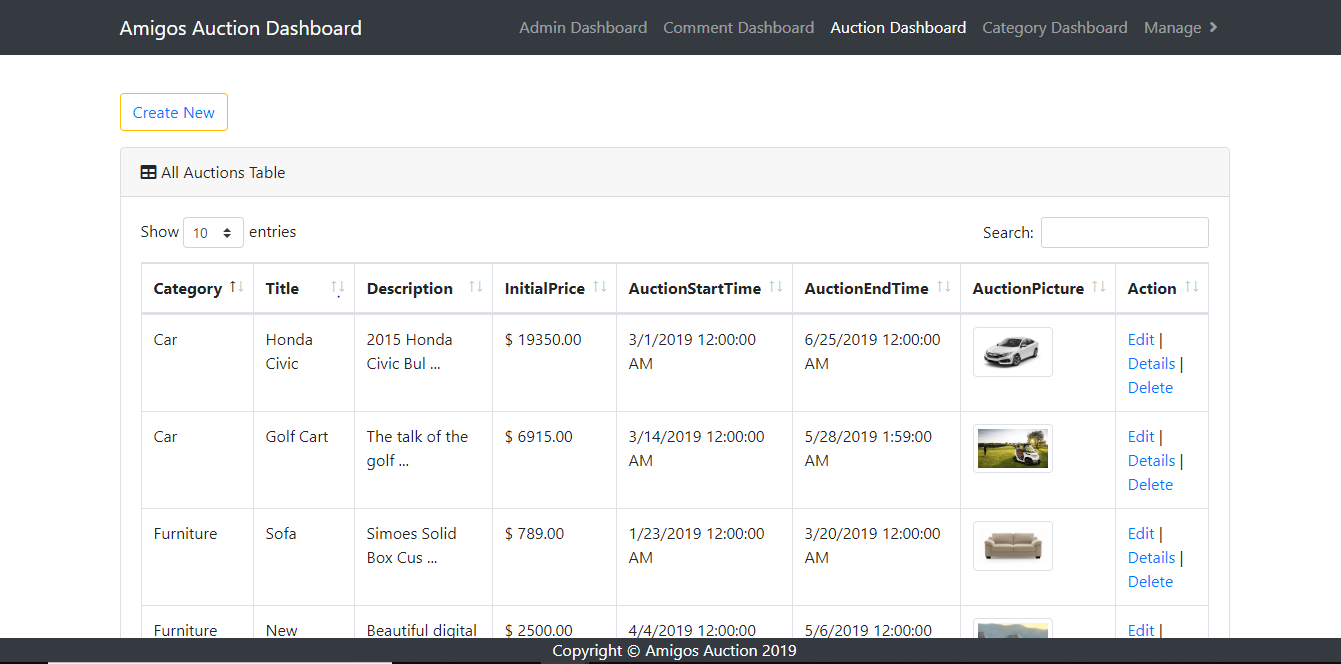 Amigos Auction Dashboard Admin Dashboard Comment Dashboard Auction Dashboard Category Dashboard Manage
Create New
All Auctions Table
Show 10 entries Search:
Category Title Description InitialPrice AuctionStartTime AuctionEndTime AuctionPicture Action
Car Honda 2015 Honda $ 19350.00 3/1/2019 12:00:00 6/25/2019 12:00:00 Edit |
Civic Civic Bul ... AM AM Details |
Delete
Car Golf Cart The talk of the $ 6915.00 3/14/2019 12:00:00 5/28/2019 1:59:00 Edit |
golf ... AM AM Details |
Delete
Furniture Sofa Simoes Solid $ 789.00 1/23/2019 12:00:00 3/20/2019 12:00:00 Edit |
Box Cus ... AM AM Details |
Delete
Furniture New Beautiful digital $ 2500.00 4/4/2019 12:00:00 5/6/2019 12:00:00 Edit |
Copyright © Amigos Auction 2019